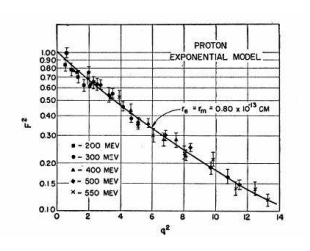 PROTON
EXPONENTIAL MODEL
1.00
0.90
0.80
0.70
0.60
0.50
0.40
0.30
0.20
0.15
0.10
F²
re = rm = 0.80 x 10⁻¹³ CM
- 200 MEV
- 300 MEV
- 400 MEV
- 500 MEV
× - 550 MEV
0 2 4 6 8 10 12 14
q²